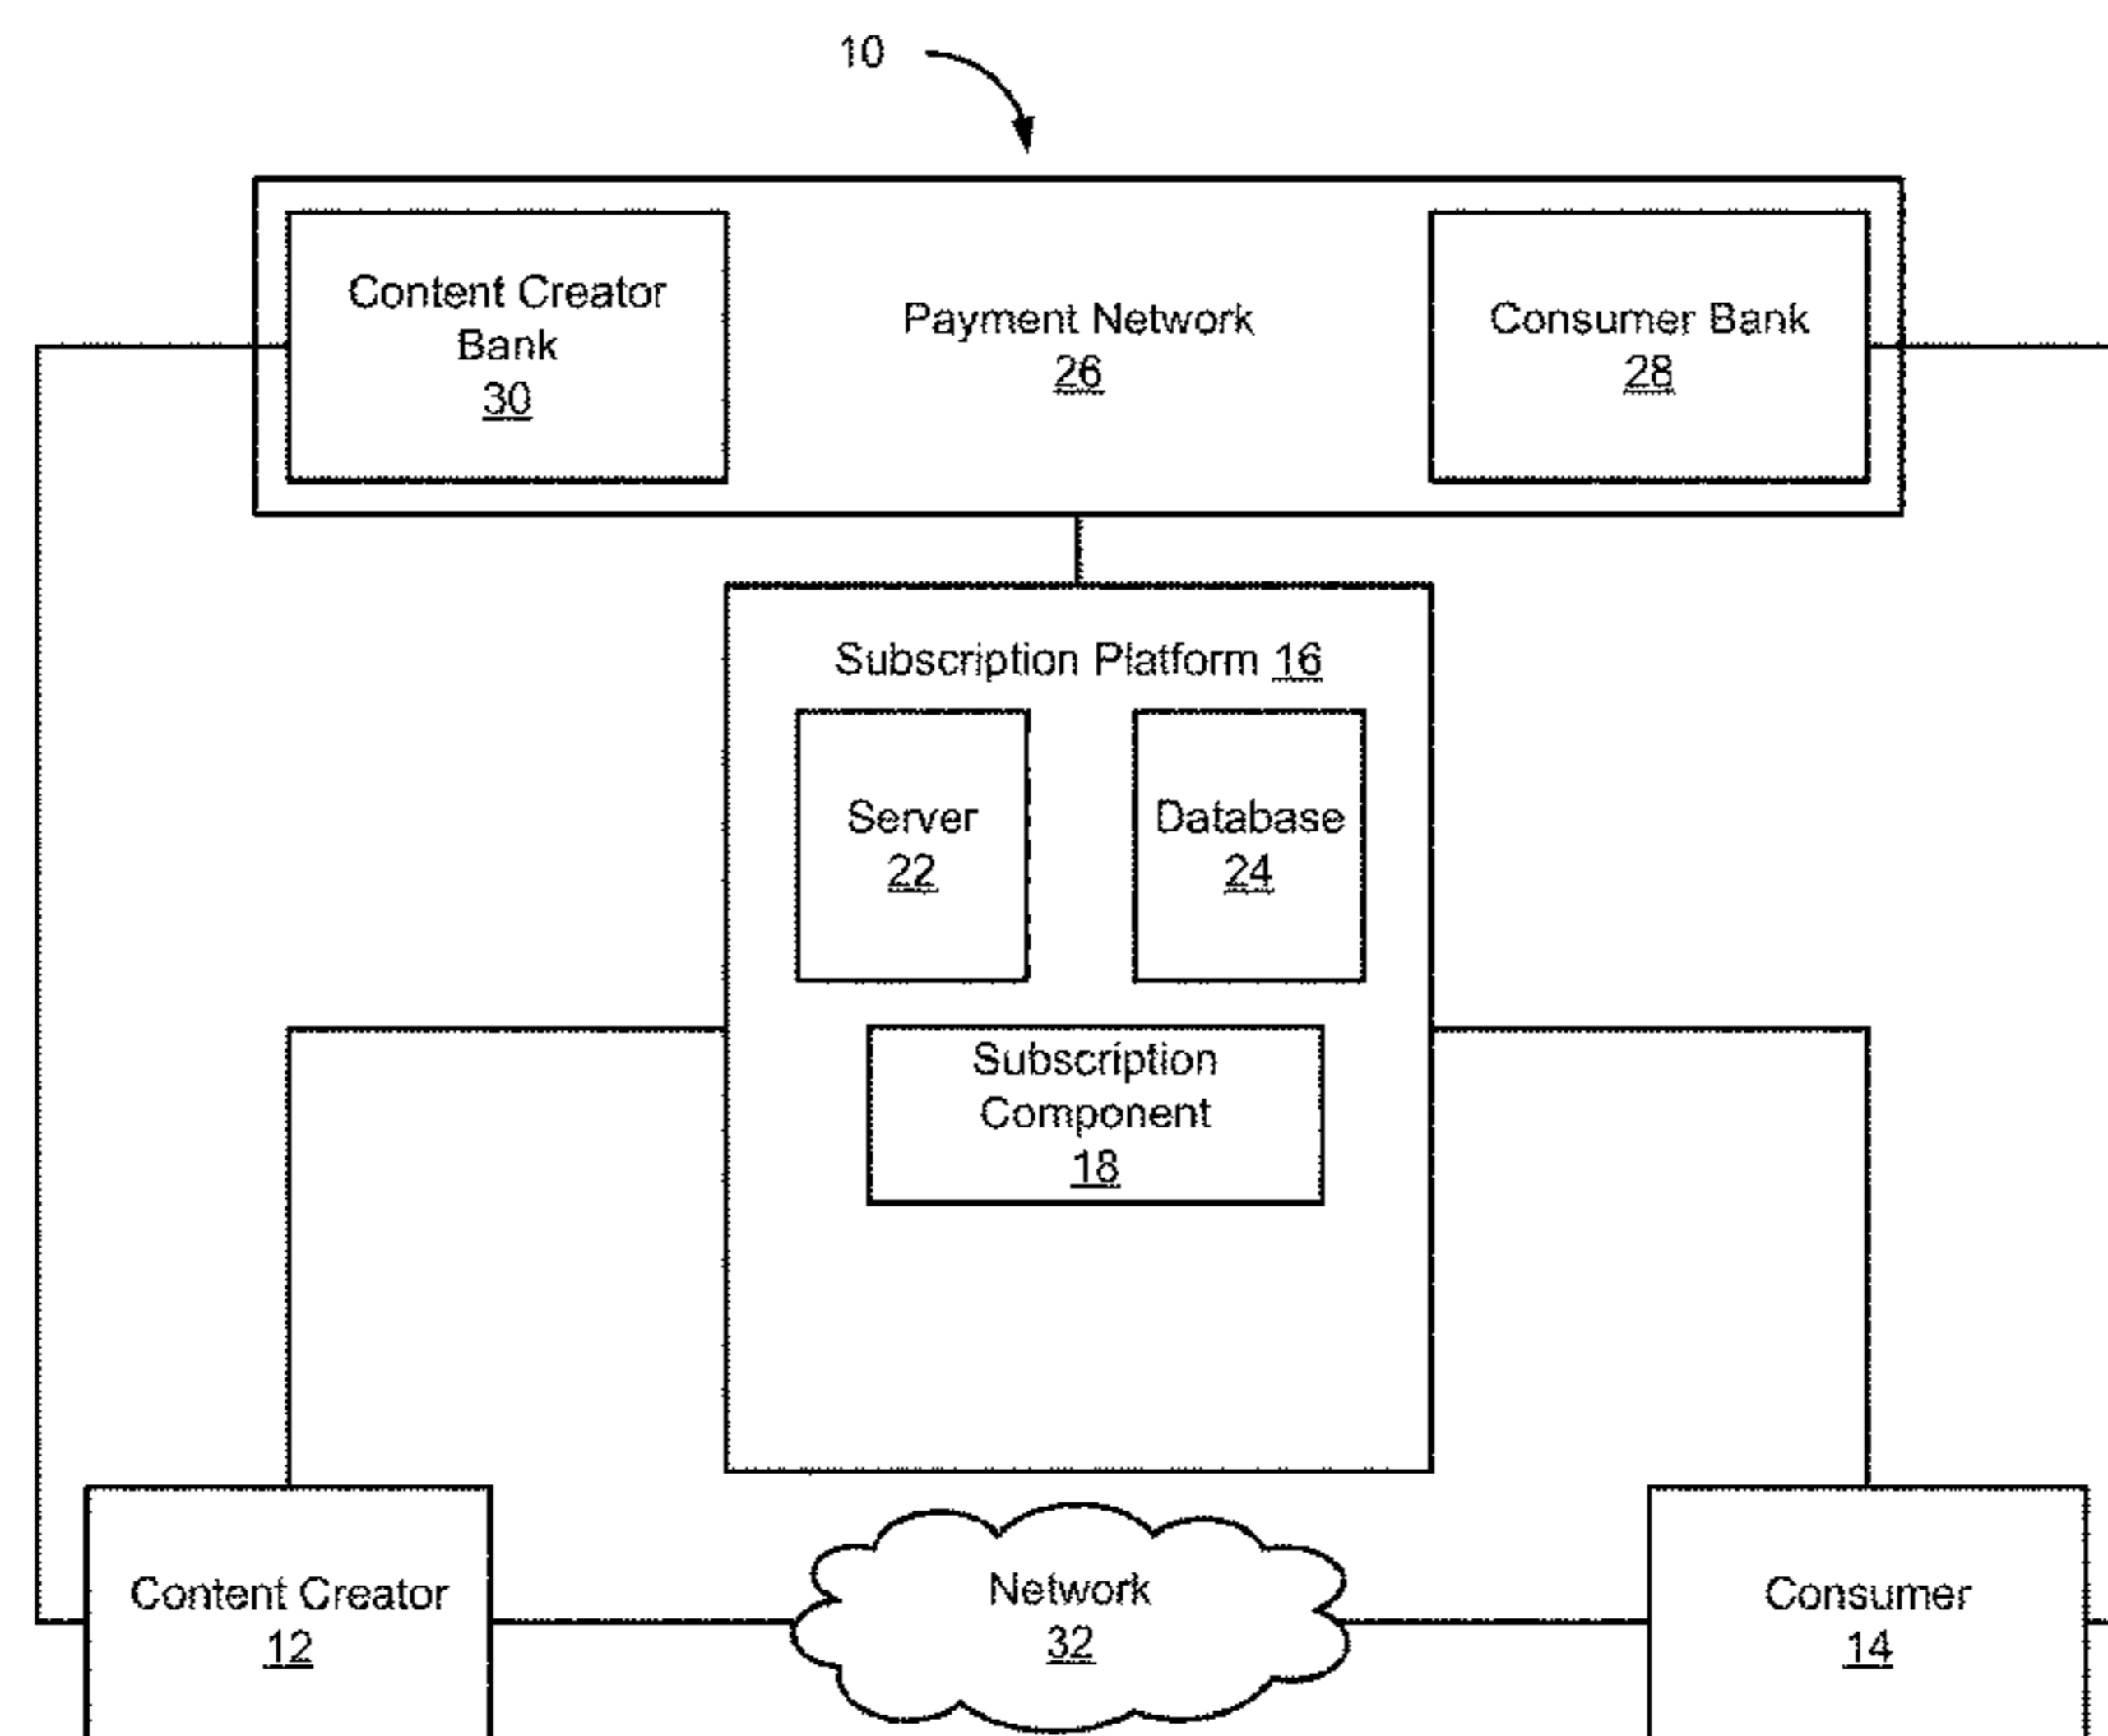 10
Content Creator
Bank
30
Payment Network
26
Consumer Bank
28
Subscription Platform 16
Server
22
Database
24
Subscription
Component
18
Content Creator
12
Network
32
Consumer
14